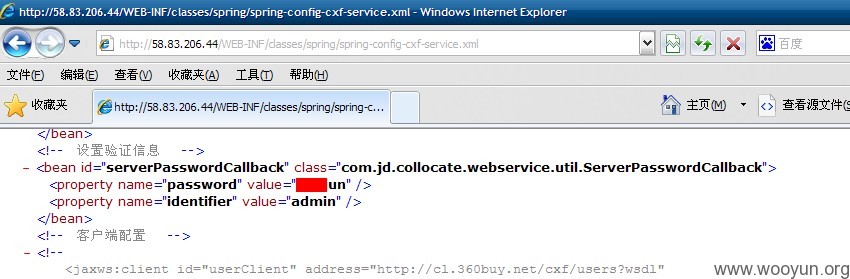 http://58.83.206.44/WEB-INF/classes/spring/spring-config-cxf-service.xml - Windows Internet Explorer
http://58.83.206.44/WEB-INF/classes/spring/spring-config-cxf-service.xml
百度
文件(F) 编辑(E) 查看(V) 收藏夹(A) 工具(T) 帮助(H)
收藏夹 http://58.83.206.44/WEB-INF/classes/spring/spring-c... 主页(M) 查看源文件(S
</bean>
<!-- 设置验证信息 -->
- <bean id="serverPasswordCallback" class="com.jd.collocate.webservice.util.ServerPasswordCallback">
<property name="password" value="un" />
<property name="identifier" value="admin" />
</bean>
<!-- 客户端配置 -->
- <!--
<jaxws:client id="userClient" address="http://cl.360buy.net/cxf/users?wsdl"
www.wooyun.org